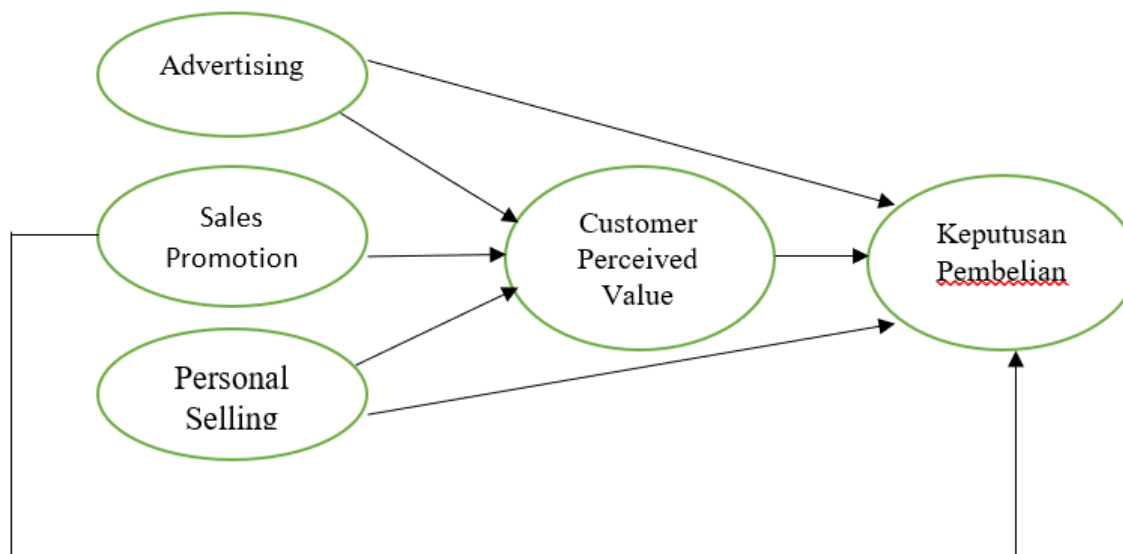 Advertising
Sales
Promotion
Personal
Selling
Customer
Perceived
Value
Keputusan
Pembelian